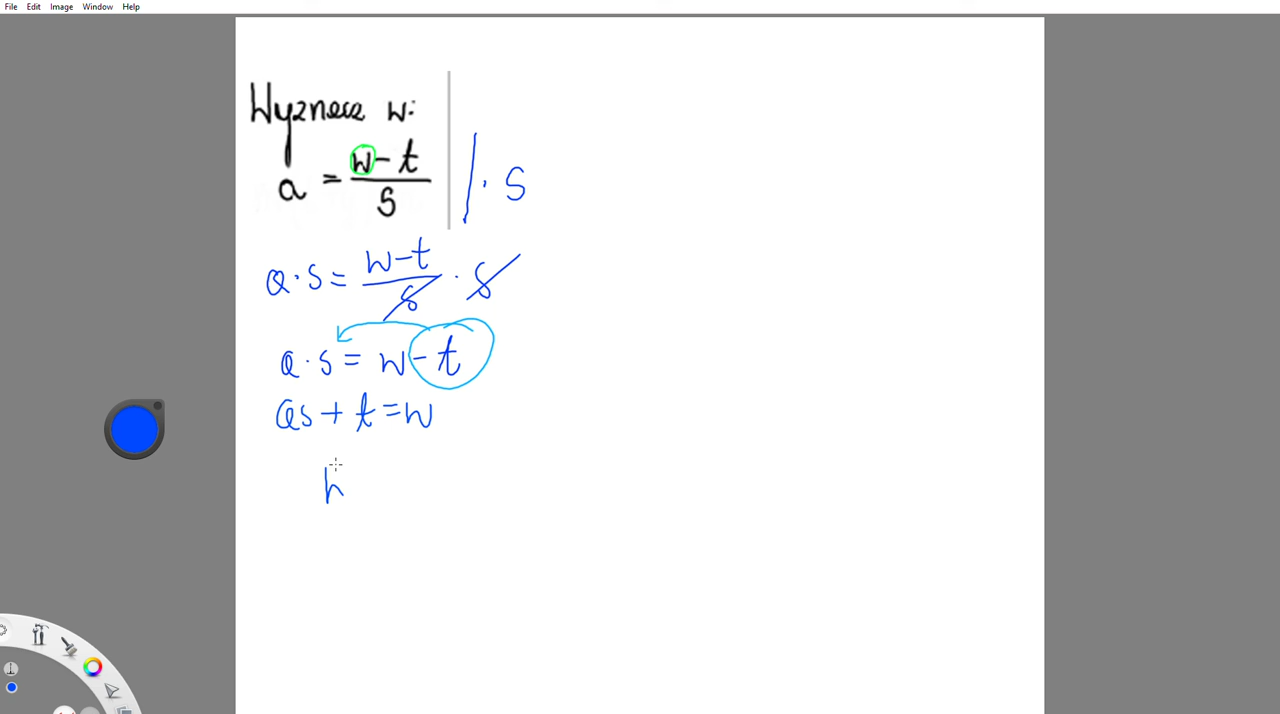 File Edit Image Window Help
Wyznacz w:
a = w - t / s | · s
a · s = w - t / s · s
a · s = w - t
as + t = w